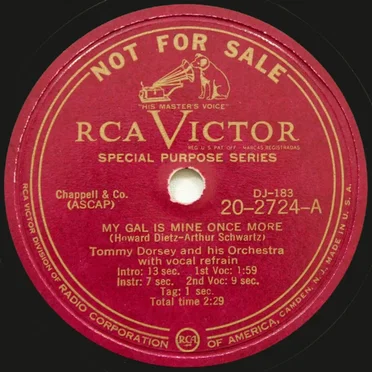 NOT FOR SALE
"HIS MASTER'S VOICE"
RCA VICTOR
REG. U.S. PAT. OFF. - MARCAS REGISTRADAS
SPECIAL PURPOSE SERIES
Chappell & Co.
(ASCAP)
DJ-183
20-2724-A
MY GAL IS MINE ONCE MORE
(Howard Dietz-Arthur Schwartz)
Tommy Dorsey and his Orchestra
with vocal refrain
Intro: 13 sec. 1st Voc: 1:59
Instr: 7 sec. 2nd Voc: 9 sec.
Tag: 1 sec.
Total time 2:29
RCA
RCA VICTOR DIVISION OF RADIO CORPORATION OF AMERICA, CAMDEN, N.J. MADE IN U.S.A.